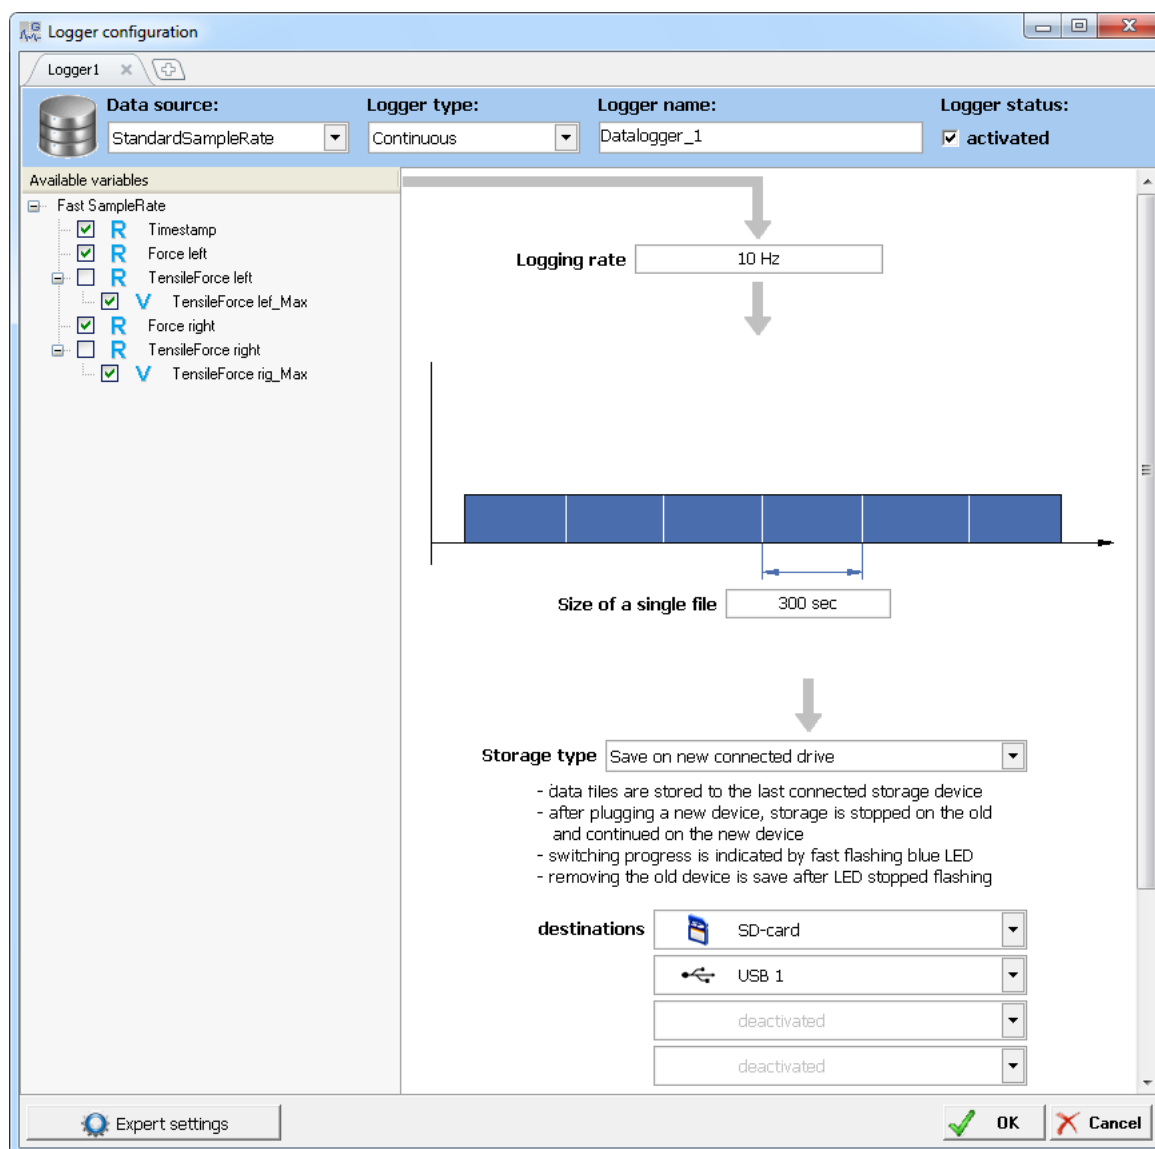 Logger configuration
Logger1
Data source:
Logger type:
Logger name:
Logger status:
StandardSampleRate
Continuous
Datalogger_1
activated
Available variables
Fast SampleRate
R Timestamp
R Force left
R TensileForce left
V TensileForce lef_Max
R Force right
R TensileForce right
V TensileForce rig_Max
Logging rate 10 Hz
Size of a single file 300 sec
Storage type Save on new connected drive
- data files are stored to the last connected storage device
- after plugging a new device, storage is stopped on the old
and continued on the new device
- switching progress is indicated by fast flashing blue LED
- removing the old device is save after LED stopped flashing
destinations SD-card
USB 1
deactivated
deactivated
Expert settings
OK
Cancel